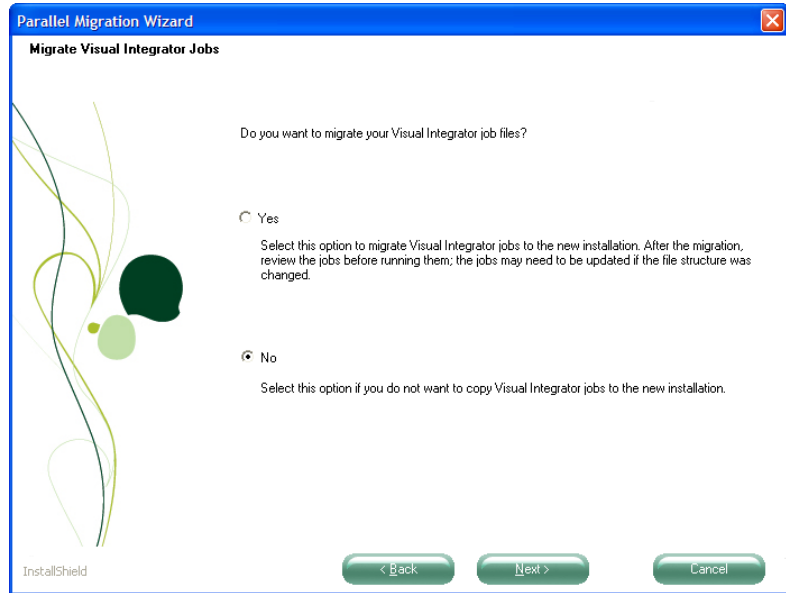 Parallel Migration Wizard
Migrate Visual Integrator Jobs
Do you want to migrate your Visual Integrator job files?
Yes
Select this option to migrate Visual Integrator jobs to the new installation. After the migration,
review the jobs before running them; the jobs may need to be updated if the file structure was
changed.
No
Select this option if you do not want to copy Visual Integrator jobs to the new installation.
InstallShield
< Back
Next >
Cancel